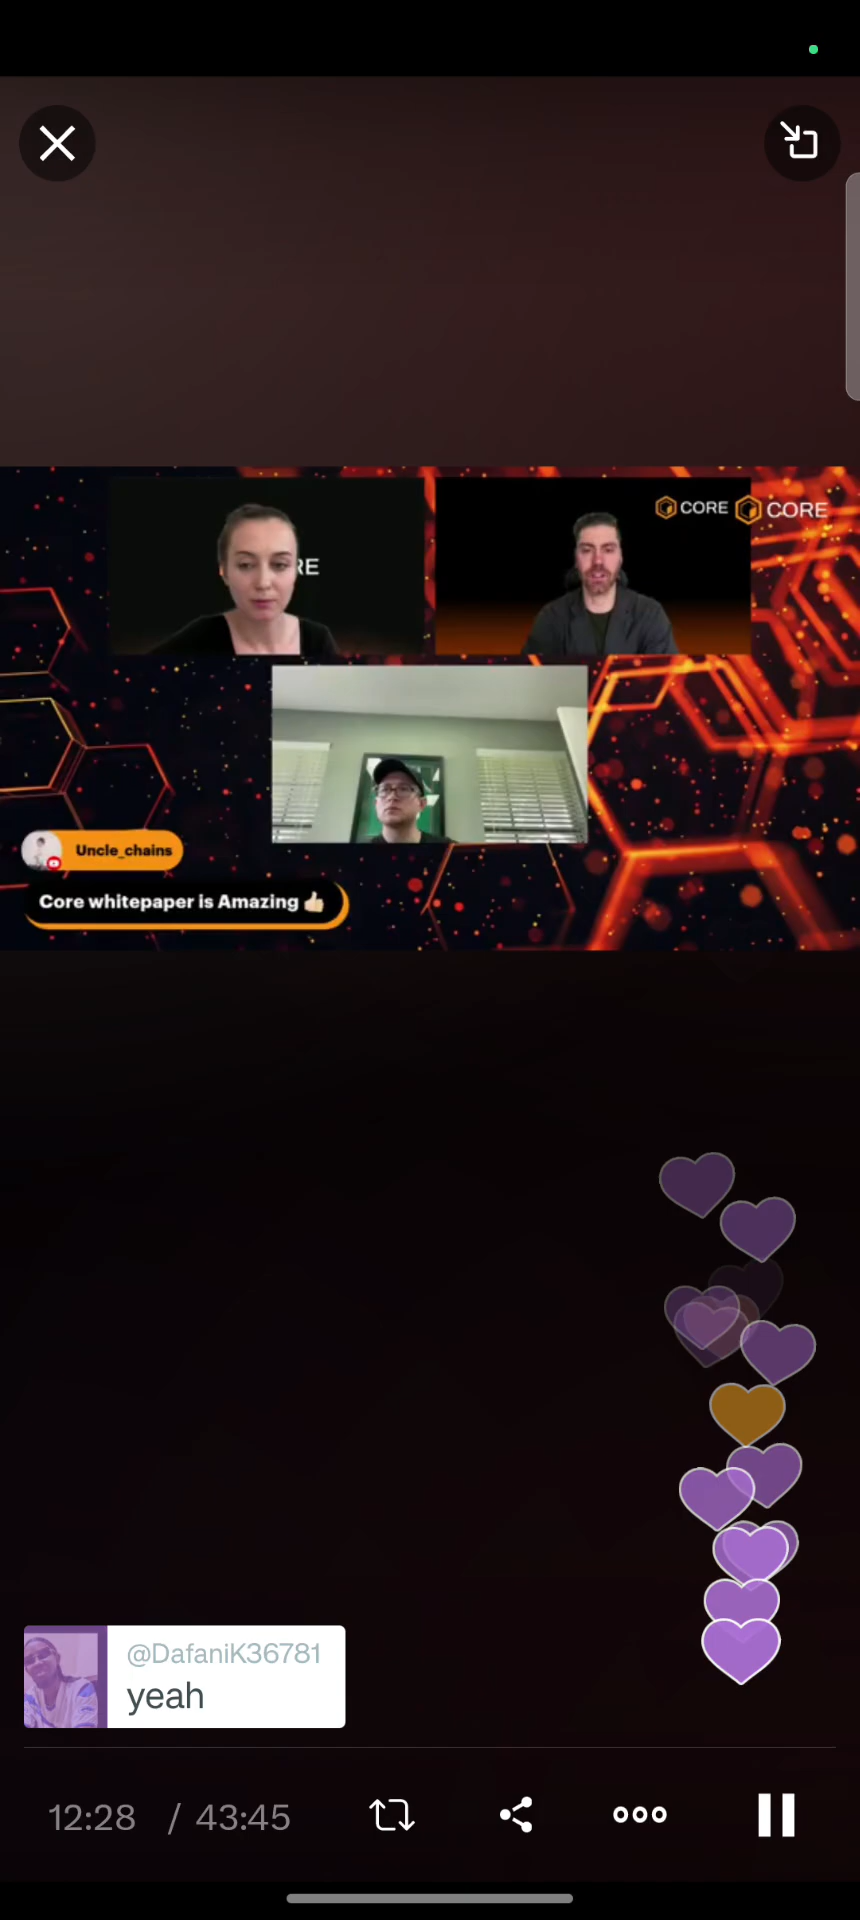 RE
CORE
CORE
Uncle_chains
Core whitepaper is Amazing 👍🏼
@DafaniK36781
yeah
12:28 / 43:45